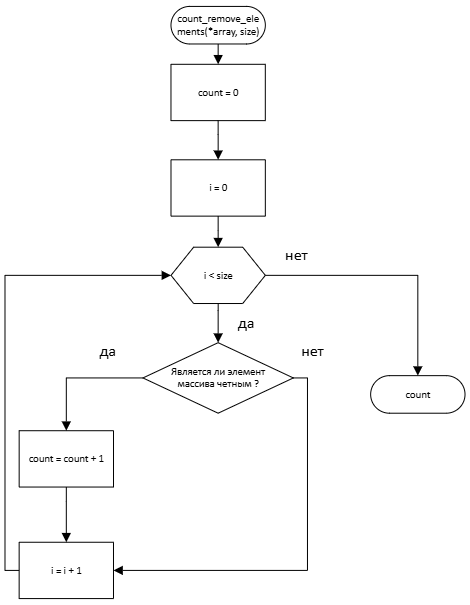 count_remove_ele
ments(*array, size)
count = 0
i = 0
i < size
нет
да
да
нет
Является ли элемент
массива четным ?
count
count = count + 1
i = i + 1